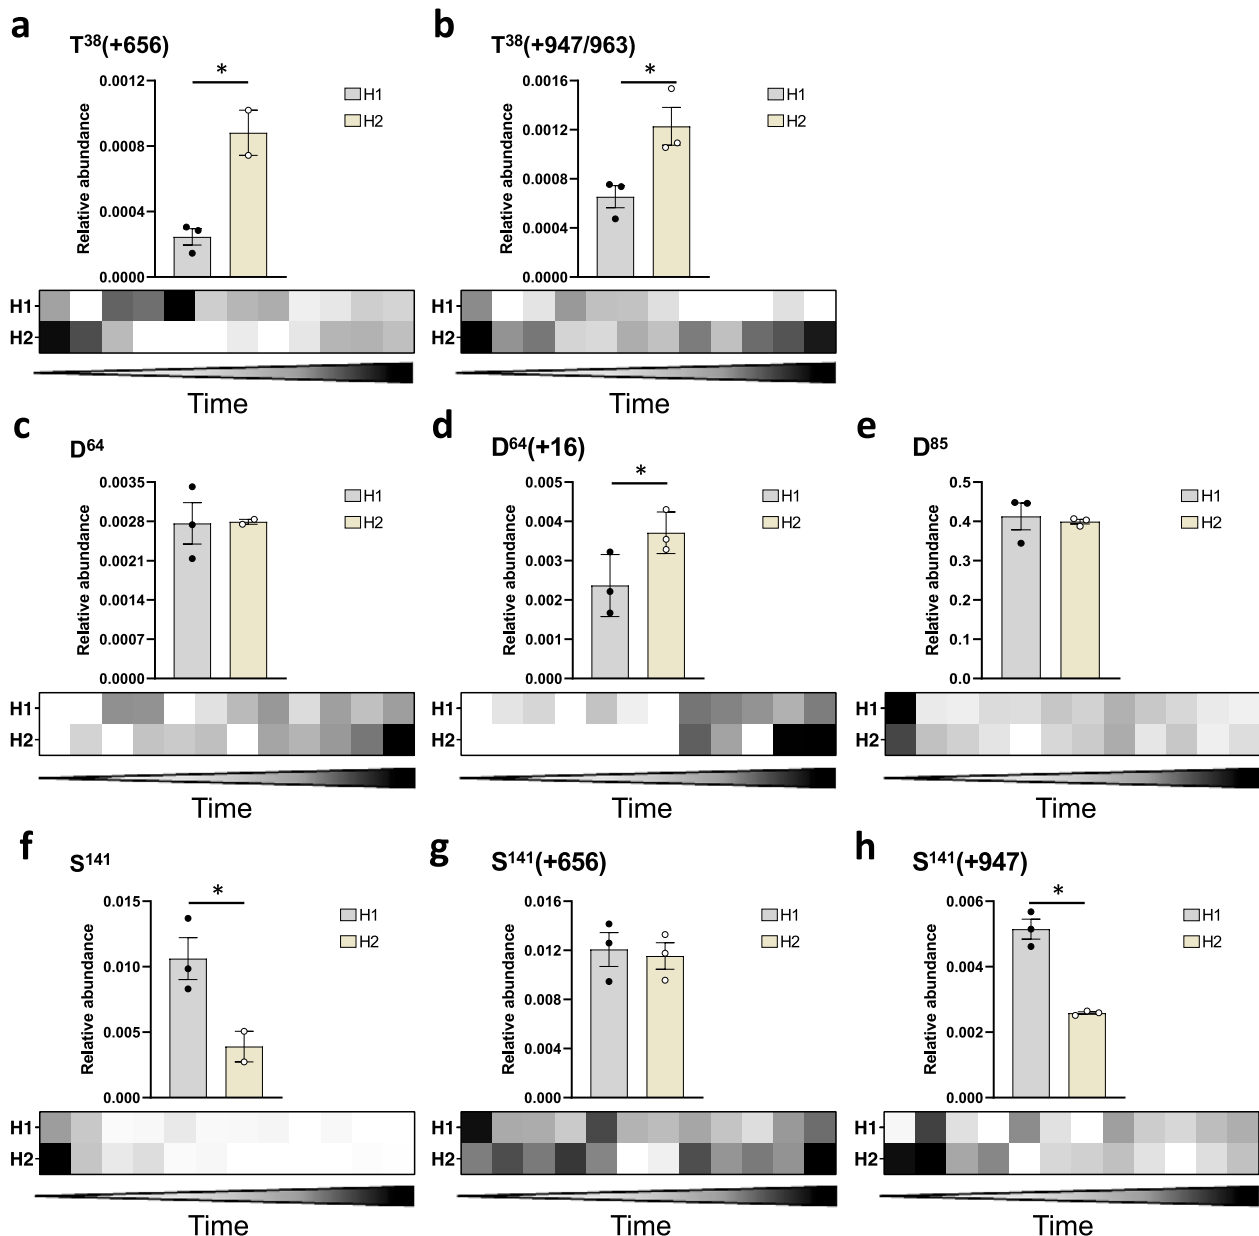 a
T³⁸(+656)
Relative abundance
0.0012
0.0008
0.0004
0.0000
*
H1
H2
H1
H2
Time
b
T³⁸(+947/963)
Relative abundance
0.0016
0.0012
0.0008
0.0004
0.0000
*
H1
H2
H1
H2
Time
c
D⁶⁴
Relative abundance
0.0035
0.0028
0.0021
0.0014
0.0007
0.0000
H1
H2
H1
H2
Time
d
D⁶⁴(+16)
Relative abundance
0.005
0.004
0.003
0.002
0.001
0.000
*
H1
H2
H1
H2
Time
e
D⁸⁵
Relative abundance
0.5
0.4
0.3
0.2
0.1
0.0
H1
H2
H1
H2
Time
f
S¹⁴¹
Relative abundance
0.015
0.010
0.005
0.000
*
H1
H2
H1
H2
Time
g
S¹⁴¹(+656)
Relative abundance
0.016
0.012
0.008
0.004
0.000
H1
H2
H1
H2
Time
h
S¹⁴¹(+947)
Relative abundance
0.006
0.004
0.002
0.000
*
H1
H2
H1
H2
Time